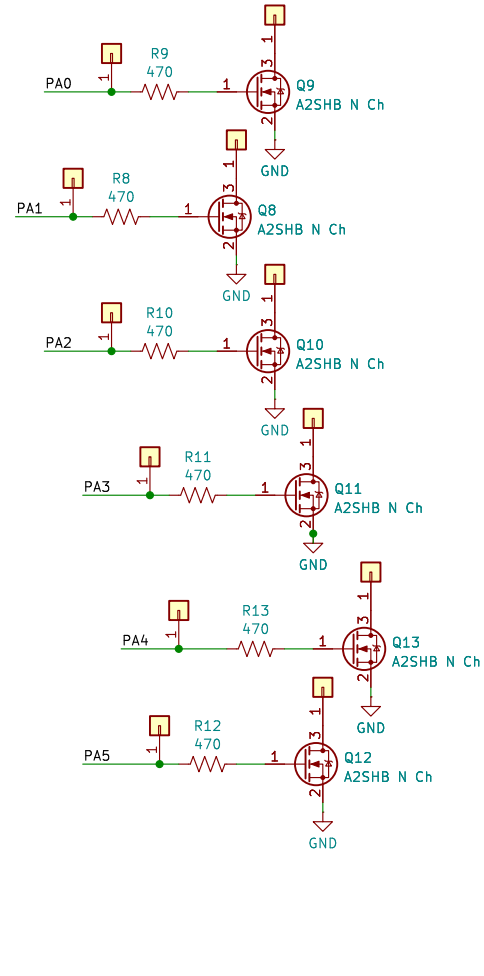 1
1
R9
470
PA0
1
3
Q9
A2SHB N Ch
2
GND
1
1
R8
470
PA1
1
3
Q8
A2SHB N Ch
2
GND
1
1
R10
470
PA2
1
3
Q10
A2SHB N Ch
2
GND
1
1
R11
470
PA3
1
3
Q11
A2SHB N Ch
2
GND
1
1
R13
470
PA4
1
3
Q13
A2SHB N Ch
2
GND
1
1
R12
470
PA5
1
3
Q12
A2SHB N Ch
2
GND